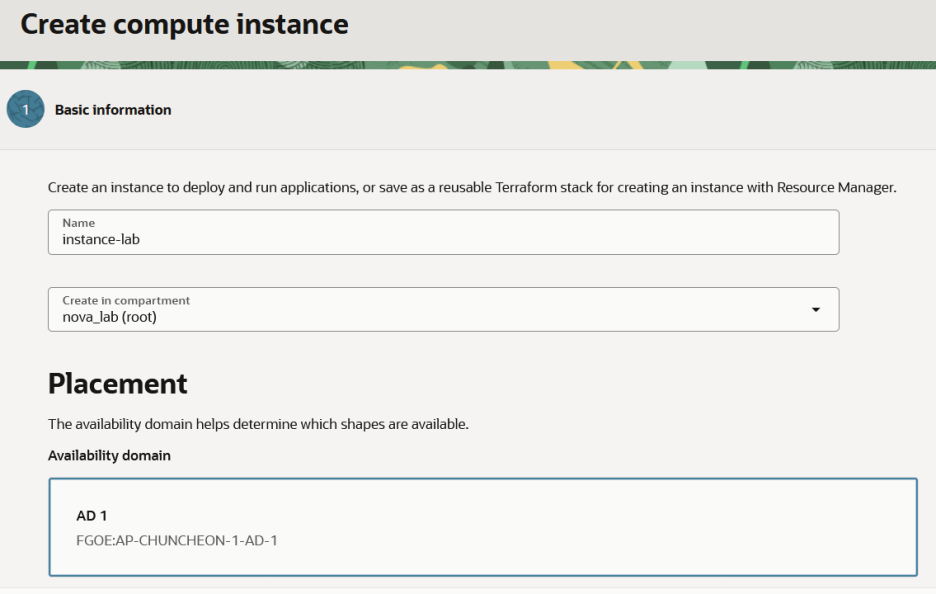 Create compute instance
1 Basic information
Create an instance to deploy and run applications, or save as a reusable Terraform stack for creating an instance with Resource Manager.
Name
instance-lab
Create in compartment
nova_lab (root)
Placement
The availability domain helps determine which shapes are available.
Availability domain
AD 1
FGOE:AP-CHUNCHEON-1-AD-1